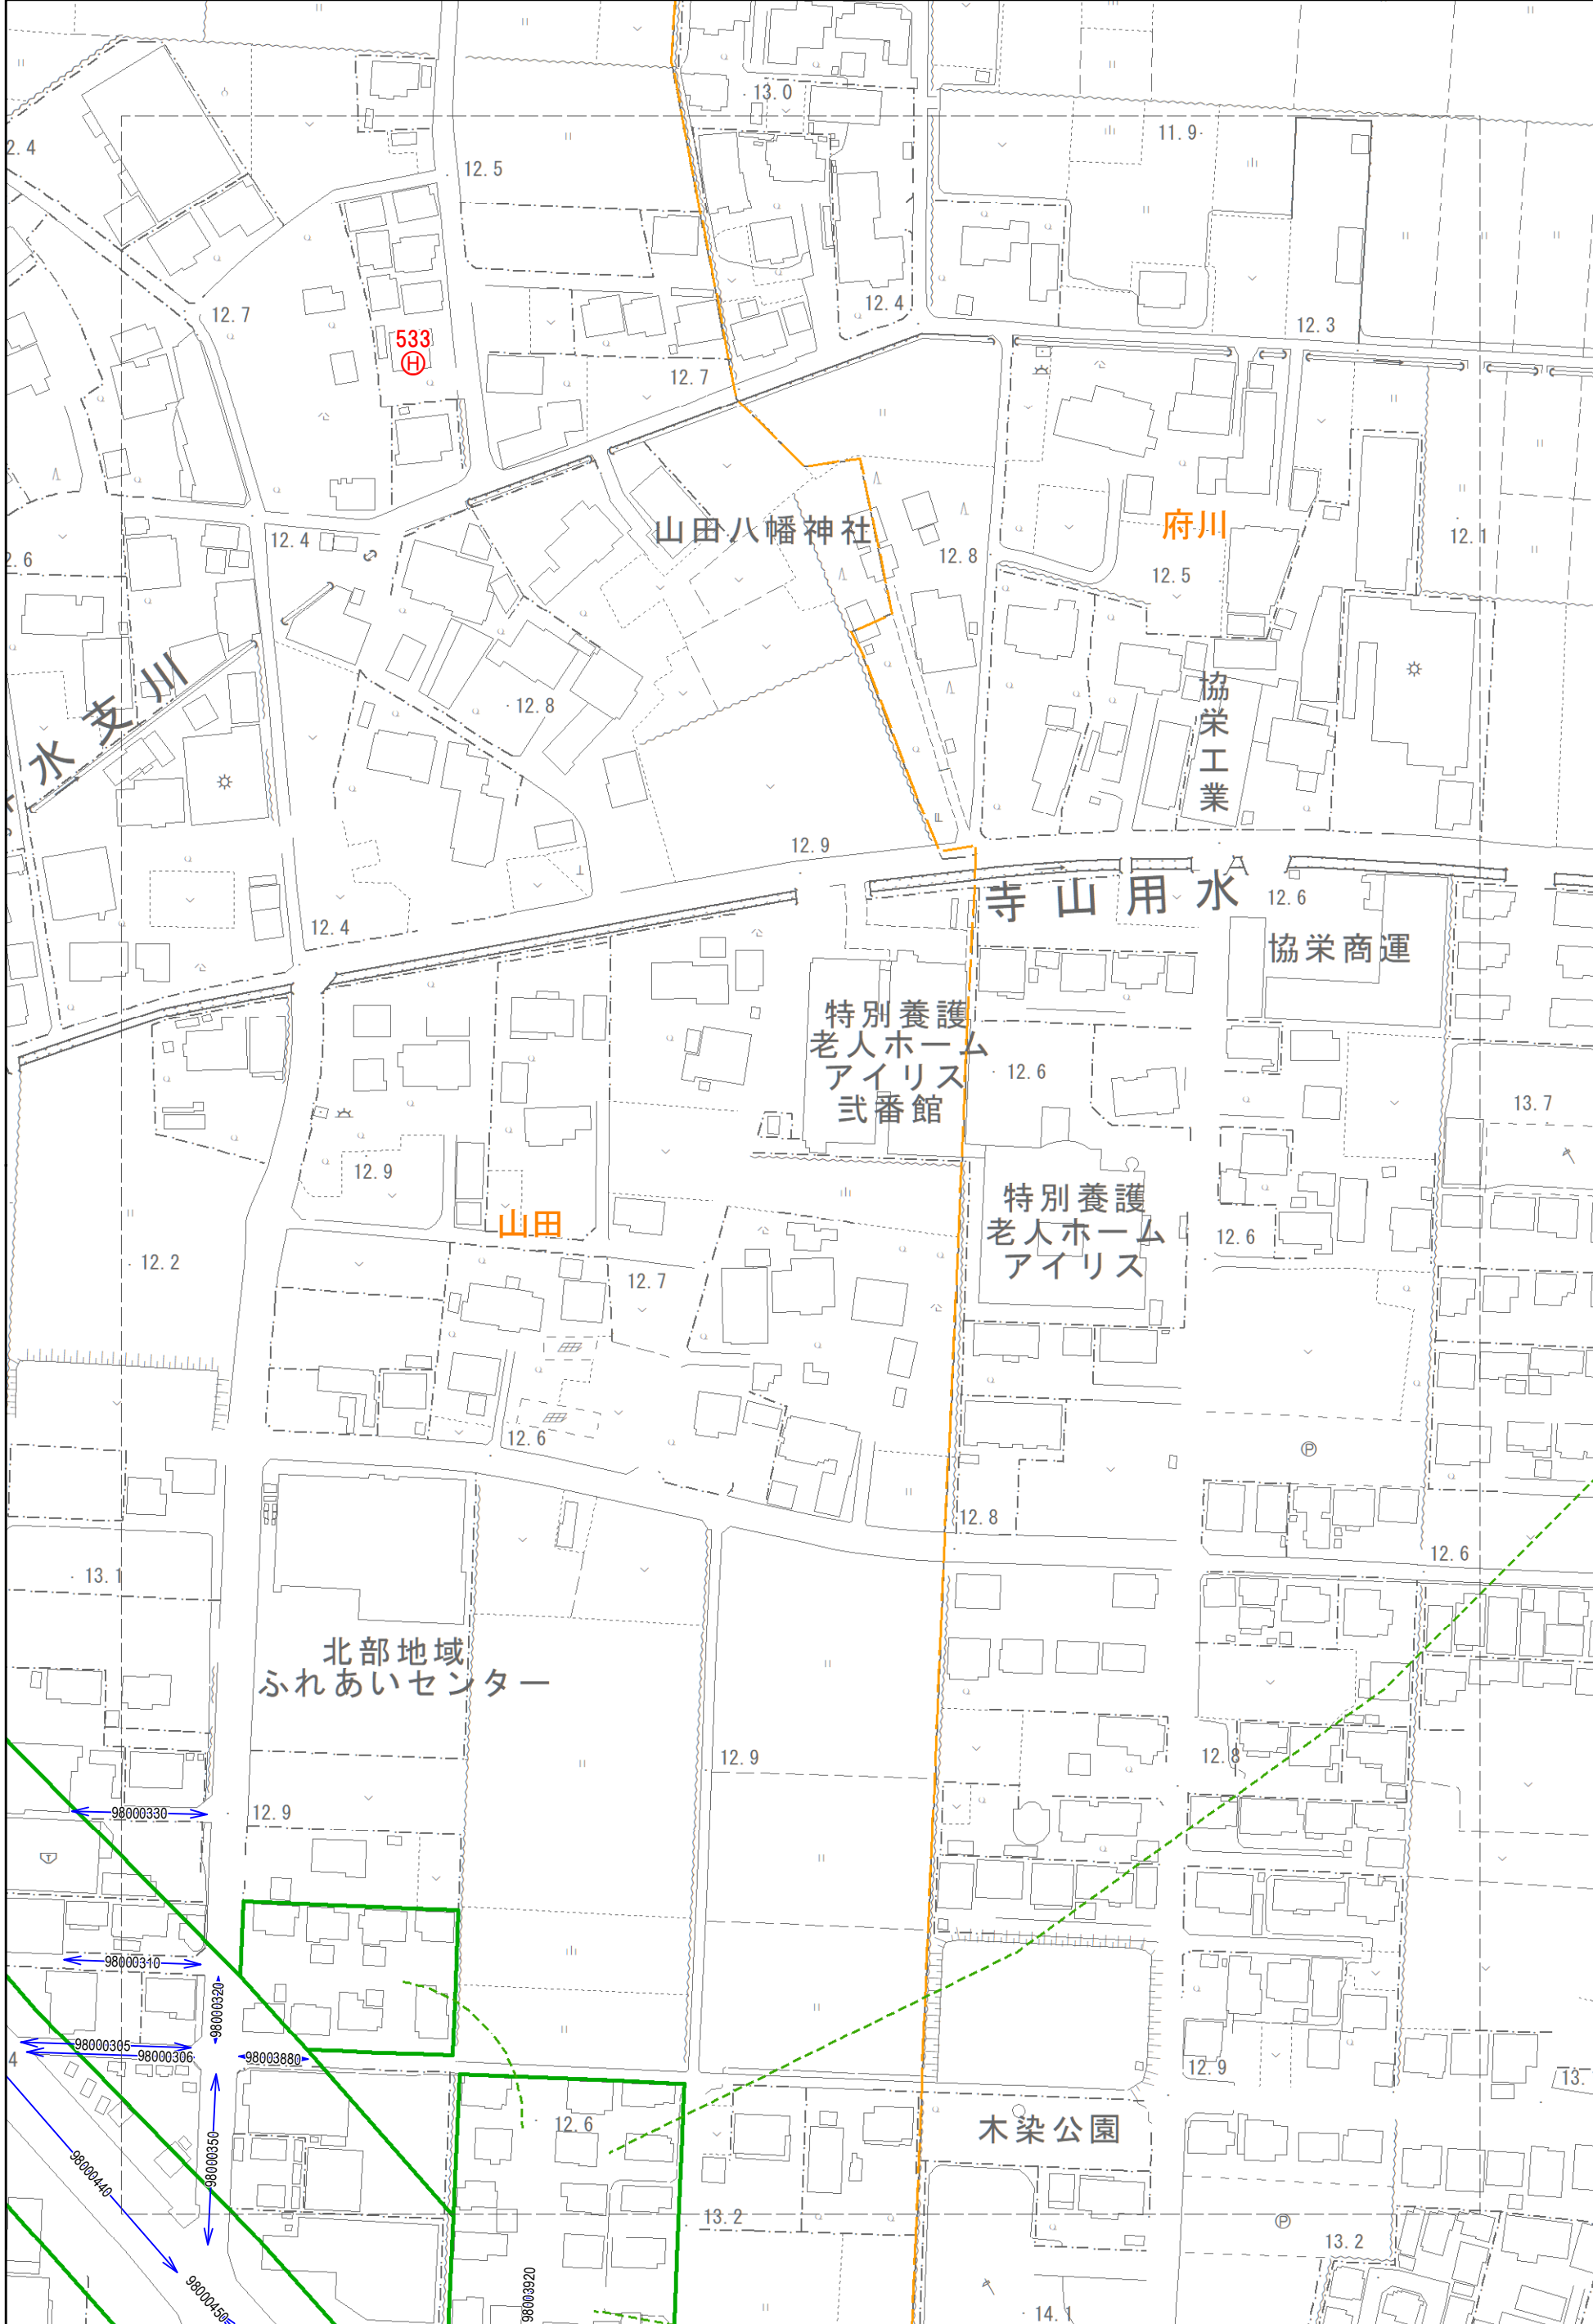 13.0
11.9
2.4
12.5
12.7
12.4
12.3
533
H
12.7
山田八幡神社
府川
12.4
12.8
12.1
2.6
12.5
水支川
12.8
協栄工業
12.9
寺山用水
12.6
12.4
協栄商運
特別養護
老人ホーム
アイリス
弐番館
12.6
13.7
12.9
特別養護
老人ホーム
アイリス
山田
12.6
12.2
12.7
12.6
P
12.8
12.6
13.1
北部地域
ふれあいセンター
12.9
12.8
98000330
12.9
98000310
98000320
98000305
98000306
98003880
4
12.9
13.
12.6
木染公園
98000350
98000440
13.2
P
13.2
98000450
98003920
14.1